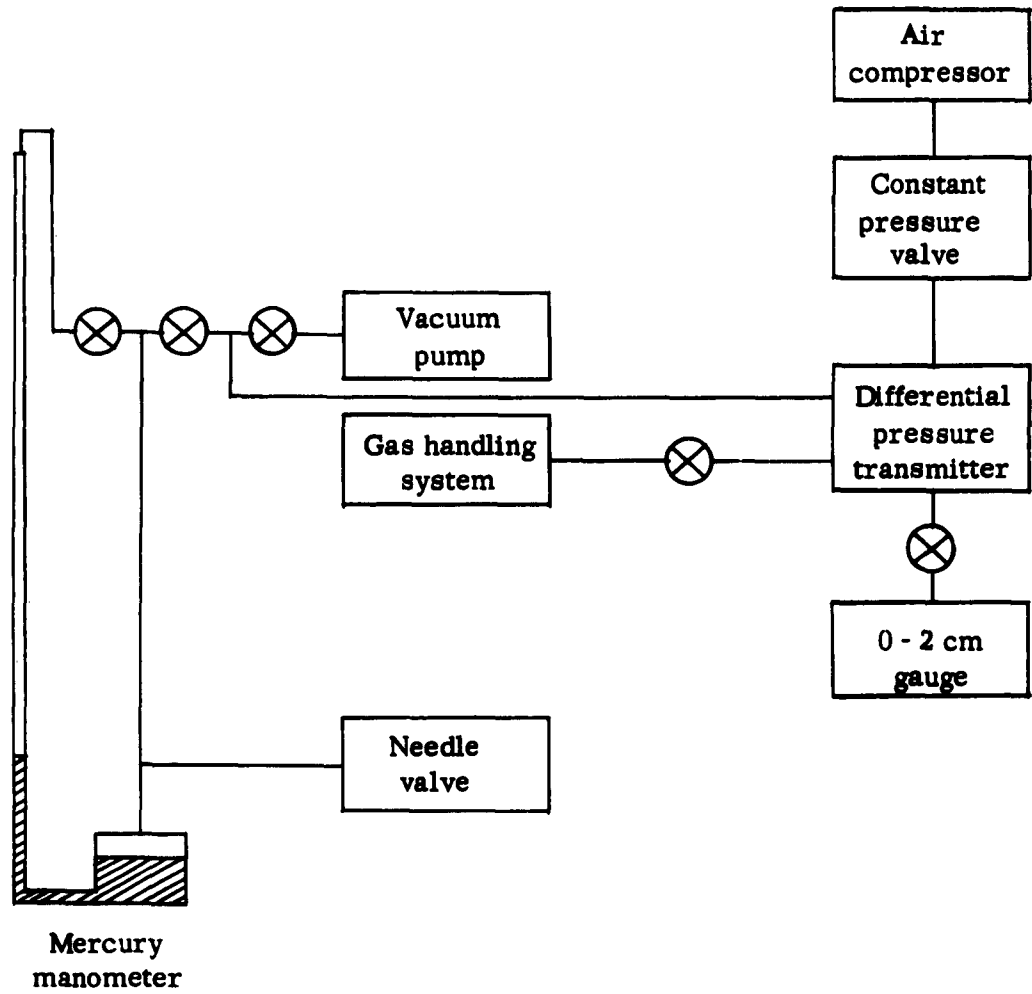 Air
compressor
Constant
pressure
valve
Vacuum
pump
Differential
pressure
transmitter
Gas handling
system
0 - 2 cm
gauge
Needle
valve
Mercury
manometer